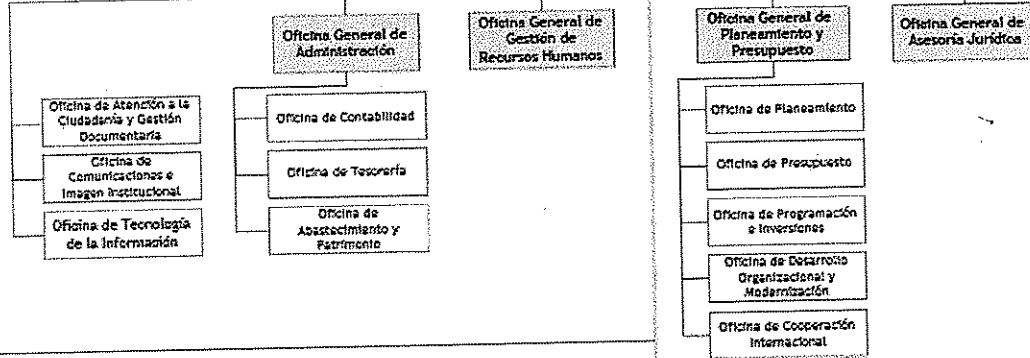 Oficina General de
Administración
Oficina General de
Gestión de
Recursos Humanos
Oficina General de
Planeamiento y
Presupuesto
Oficina General de
Asesoría Jurídica
Oficina de Atención a la
Ciudadanía y Gestión
Documentaria
Oficina de
Comunicaciones e
Imagen Institucional
Oficina de Tecnología
de la Información
Oficina de Contabilidad
Oficina de Tesorería
Oficina de
Abastecimiento y
Patrimonio
Oficina de Planeamiento
Oficina de Presupuesto
Oficina de Programación
e Inversiones
Oficina de Desarrollo
Organizacional y
Modernización
Oficina de Cooperación
Internacional